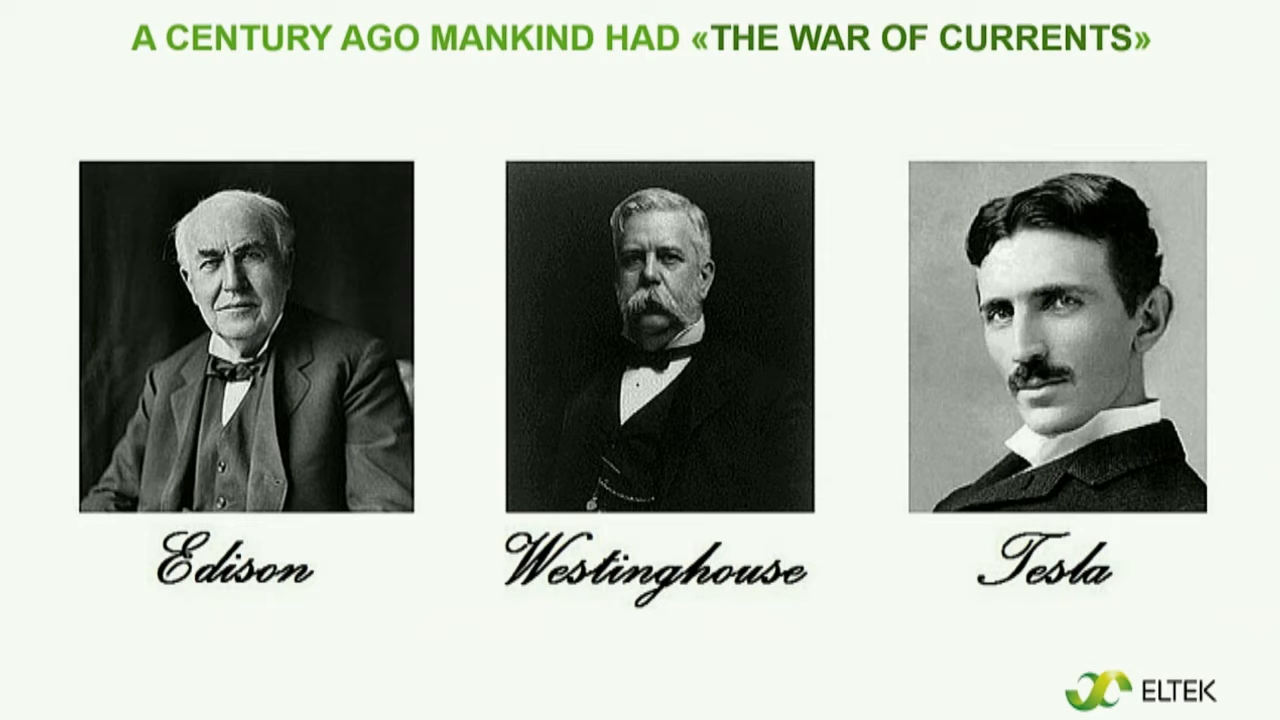 A CENTURY AGO MANKIND HAD «THE WAR OF CURRENTS»
Edison
Westinghouse
Tesla
ELTEK